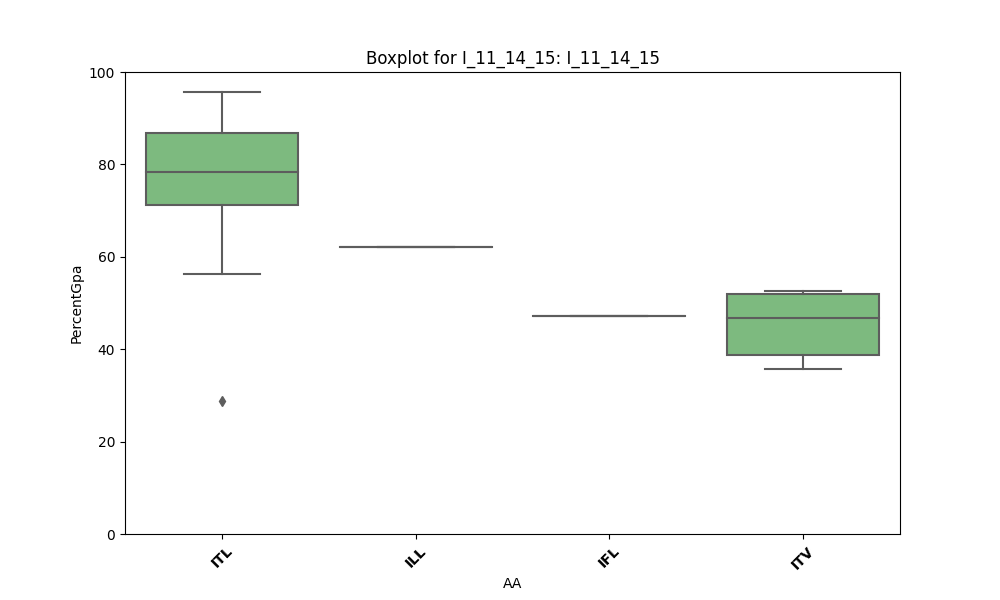 Boxplot for I_11_14_15: I_11_14_15
100
80
60
40
20
0
PercentGpa
ITL
ILL
IFL
ITV
AA